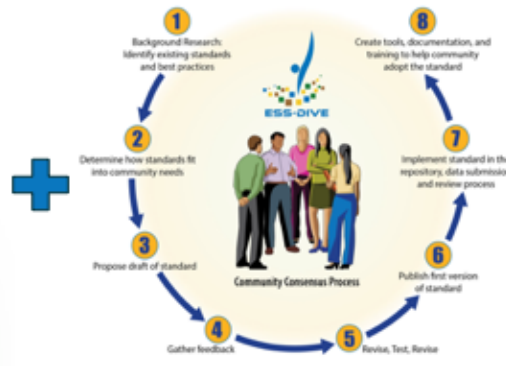 1
Background Research:
Identify existing standards
and best practices
2
Determine how standards fit
into community needs
3
Propose draft of standard
4
Gather feedback
5
Revise, Test, Revise
6
Publish first version
of standard
7
Implement standard in the
repository, data submissio
and review process
8
Create tools, documentation, and
training to help community
adopt the standard
ESS-DIVE
Community Consensus Process